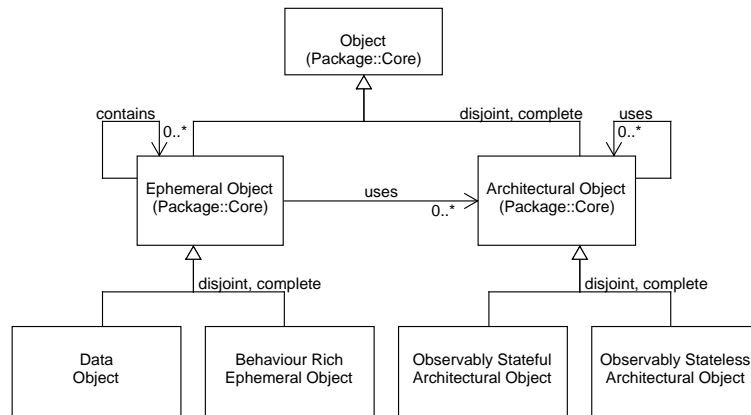 Object
(Package::Core)
contains
0..*
disjoint, complete
uses
0..*
Ephemeral Object
(Package::Core)
uses
0..*
Architectural Object
(Package::Core)
disjoint, complete
disjoint, complete
Data
Object
Behaviour Rich
Ephemeral Object
Observably Stateful
Architectural Object
Observably Stateless
Architectural Object